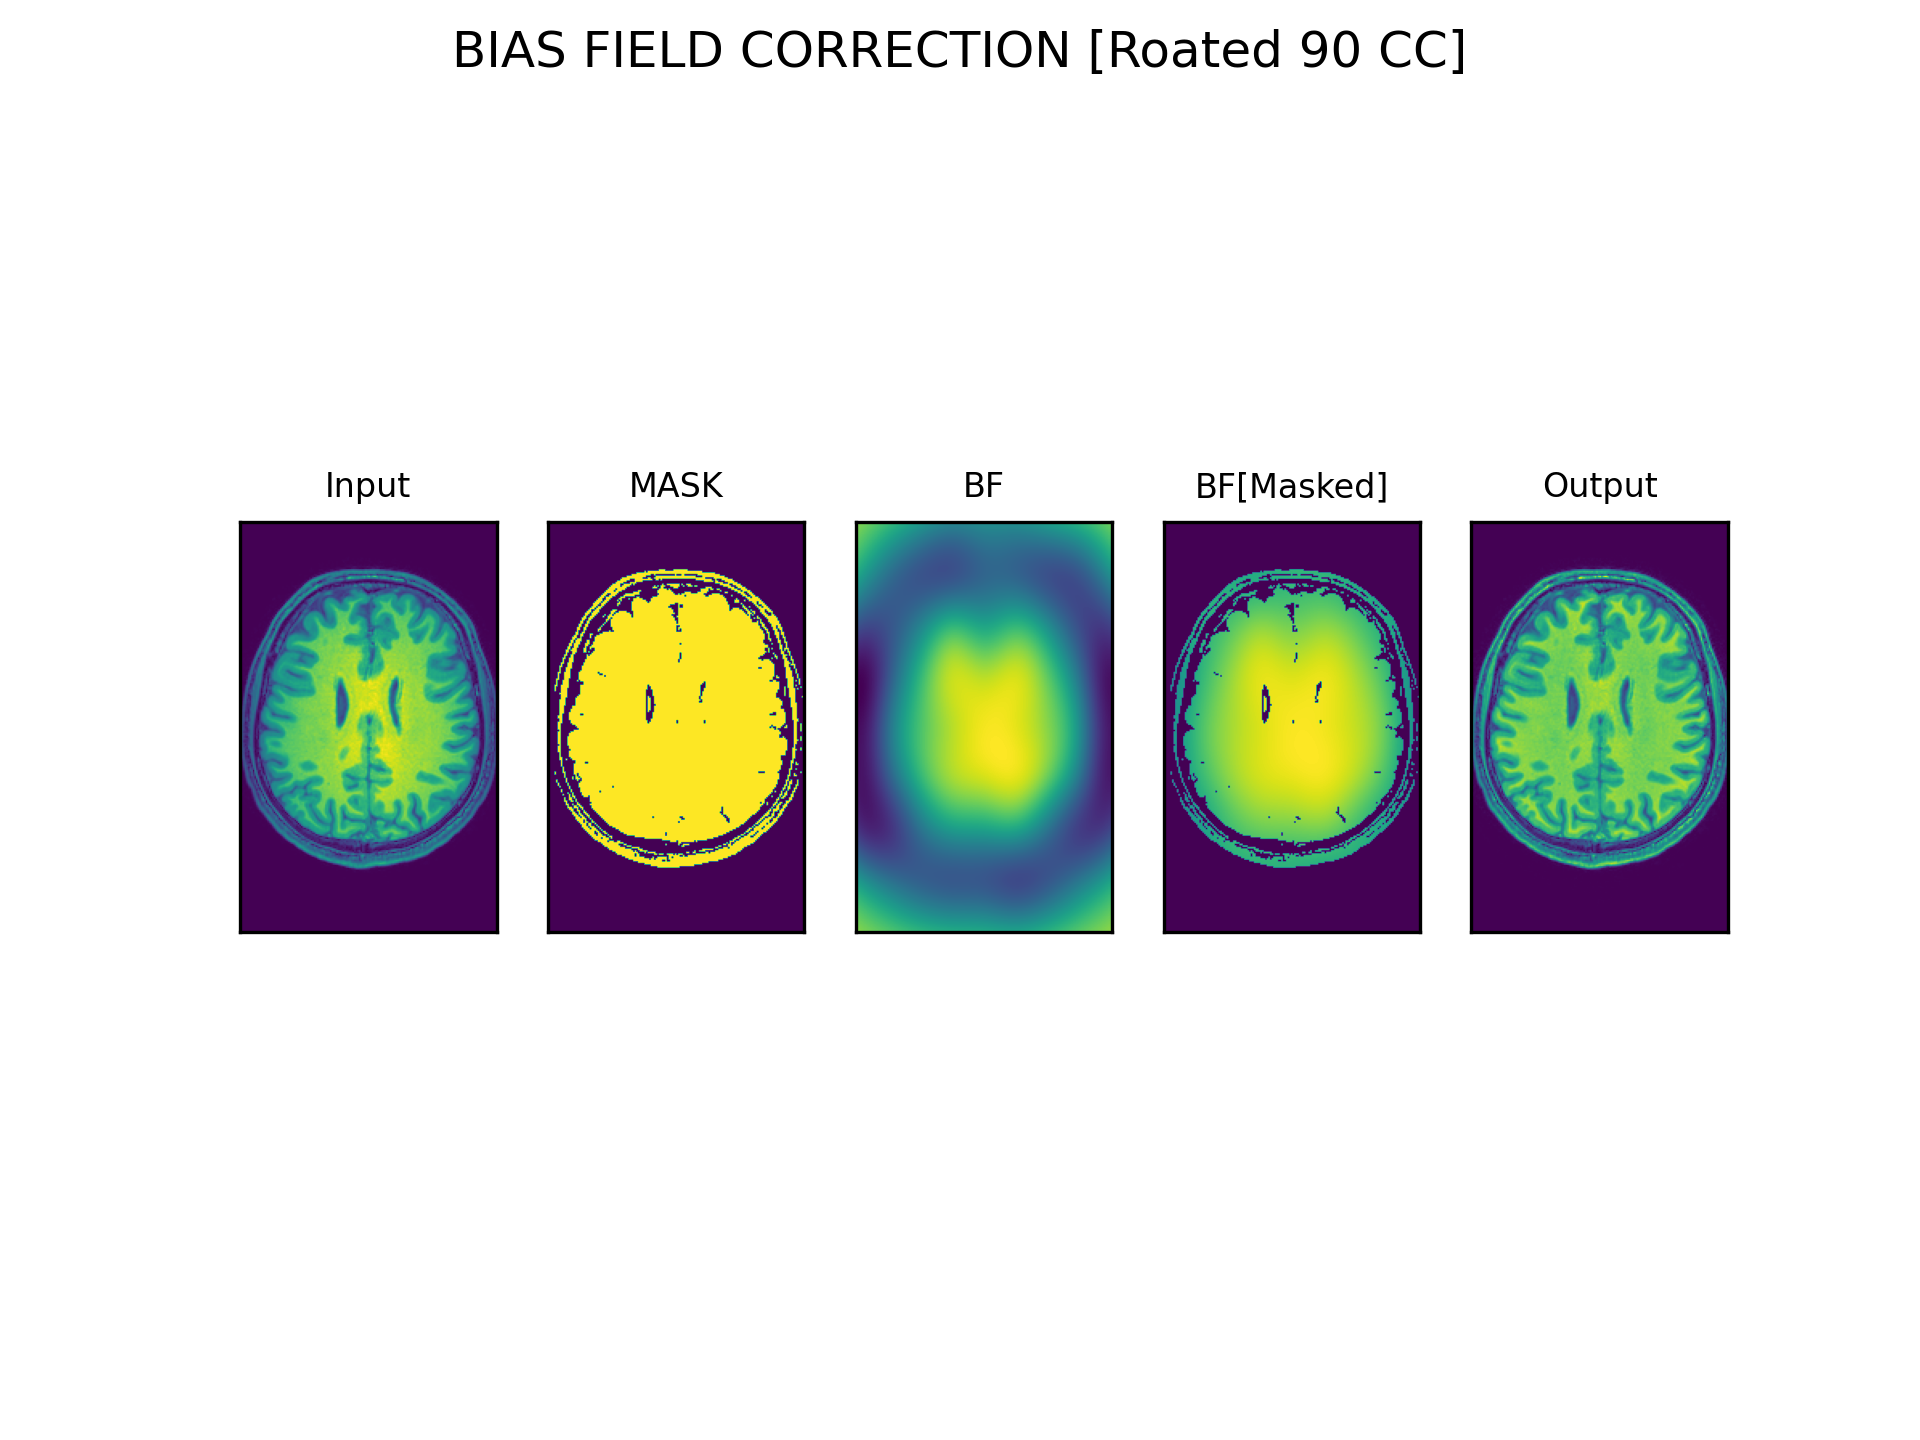 BIAS FIELD CORRECTION [Roated 90 CC]
Input
MASK
BF
BF[Masked]
Output